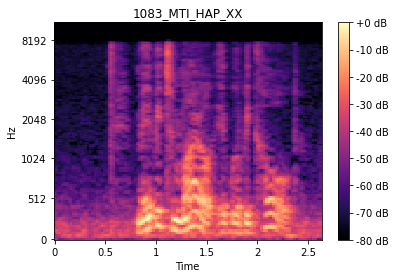 1083_MTI_HAP_XX
+0 dB
8192
-10 dB
4096
-20 dB
-30 dB
2048
Hz
-40 dB
1024
-50 dB
512
-60 dB
-70 dB
0
-80 dB
0 0.5 1 1.5 2 2.5
Time